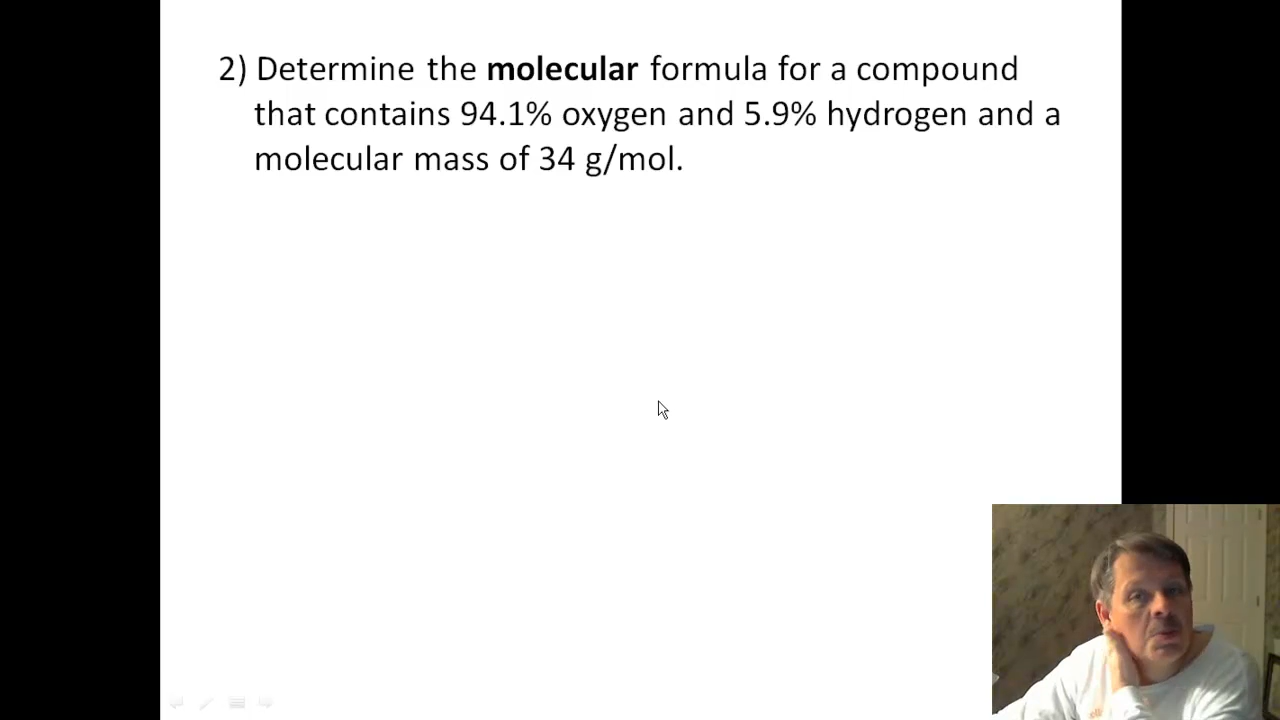 2) Determine the molecular formula for a compound
that contains 94.1% oxygen and 5.9% hydrogen and a
molecular mass of 34 g/mol.